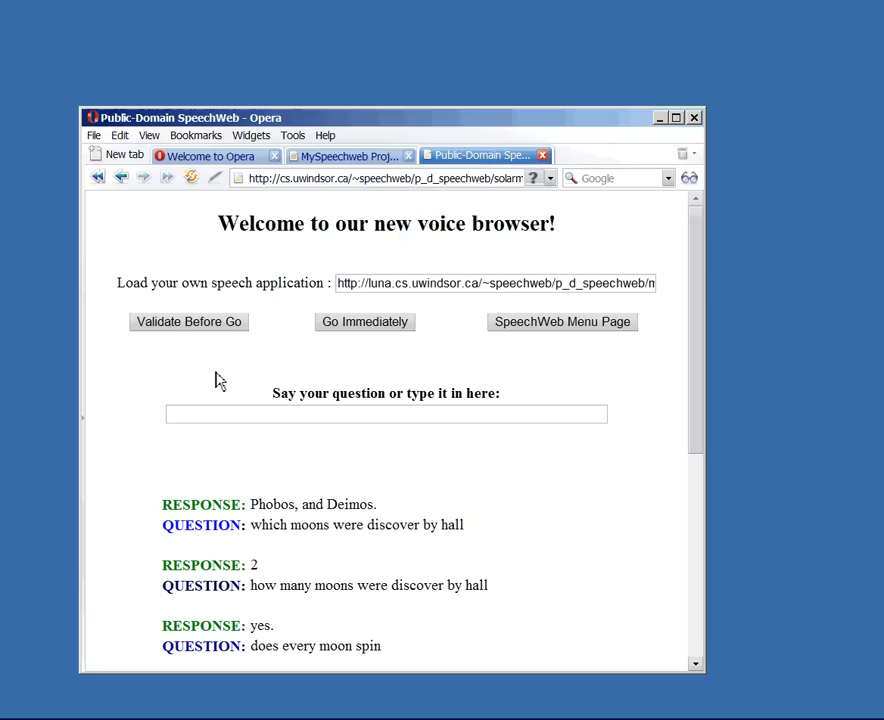 Public-Domain SpeechWeb - Opera
File Edit View Bookmarks Widgets Tools Help
New tab Welcome to Opera MySpeechweb Proj... Public-Domain Spe...
http://cs.uwindsor.ca/~speechweb/p_d_speechweb/solarm ? Google
Welcome to our new voice browser!
Load your own speech application : http://luna.cs.uwindsor.ca/~speechweb/p_d_speechweb/m
Validate Before Go Go Immediately SpeechWeb Menu Page
Say your question or type it in here:
RESPONSE: Phobos, and Deimos.
QUESTION: which moons were discover by hall
RESPONSE: 2
QUESTION: how many moons were discover by hall
RESPONSE: yes.
QUESTION: does every moon spin